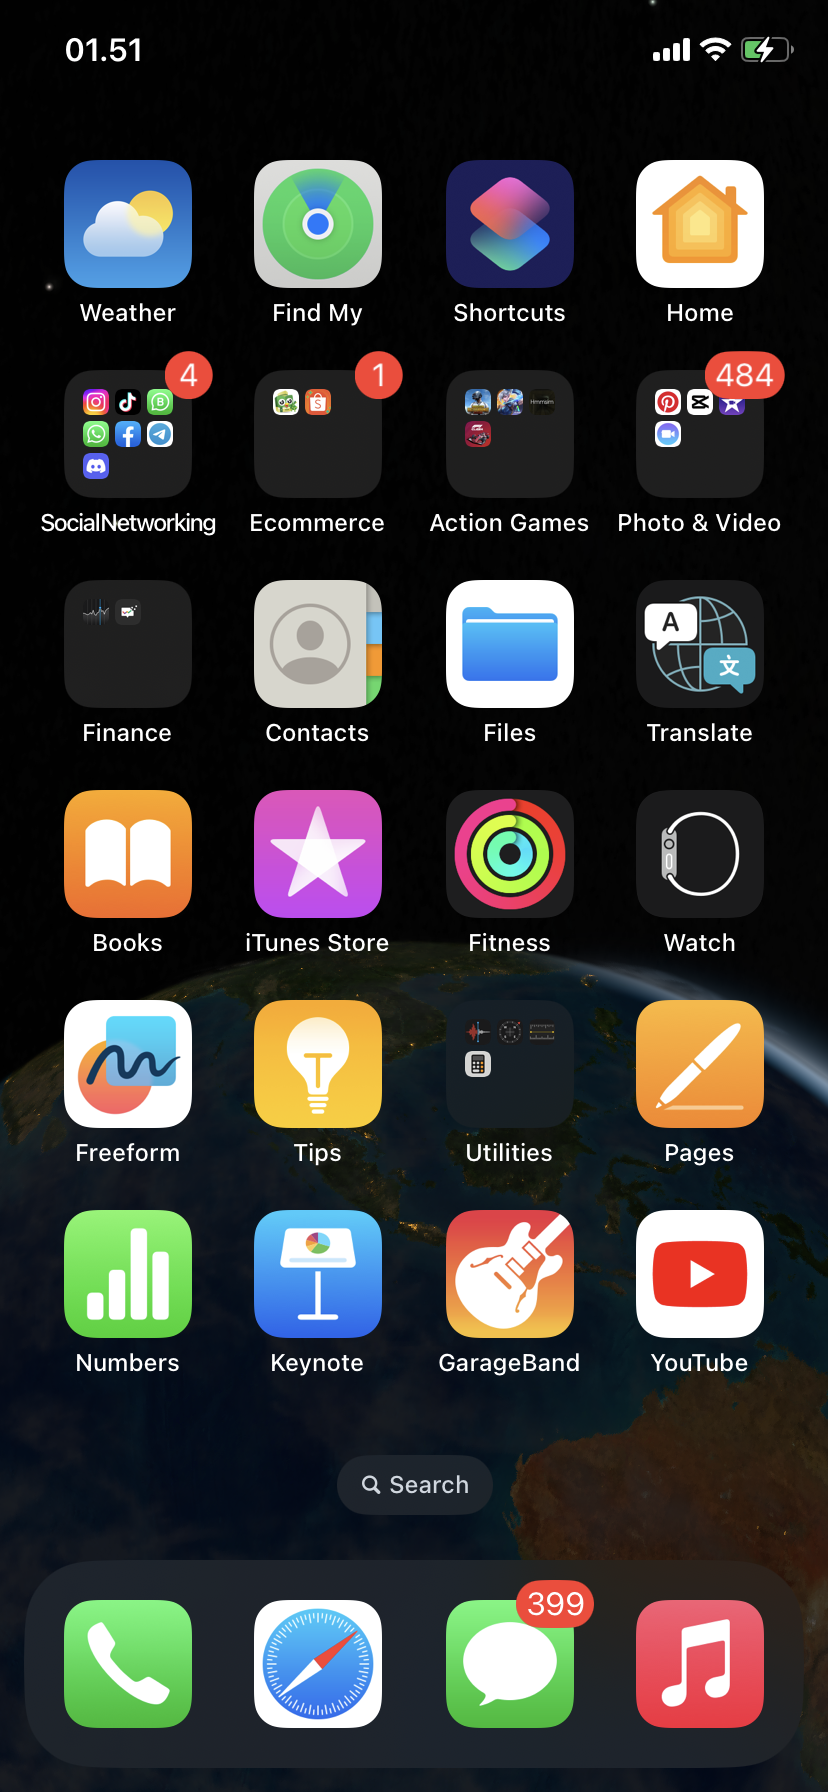 01.51
Weather
Find My
Shortcuts
Home
4
1
484
SocialNetworking
Ecommerce
Action Games
Photo & Video
Finance
Contacts
Files
A
文
Translate
Books
iTunes Store
Fitness
Watch
Freeform
Tips
Utilities
Pages
Numbers
Keynote
GarageBand
YouTube
Search
399